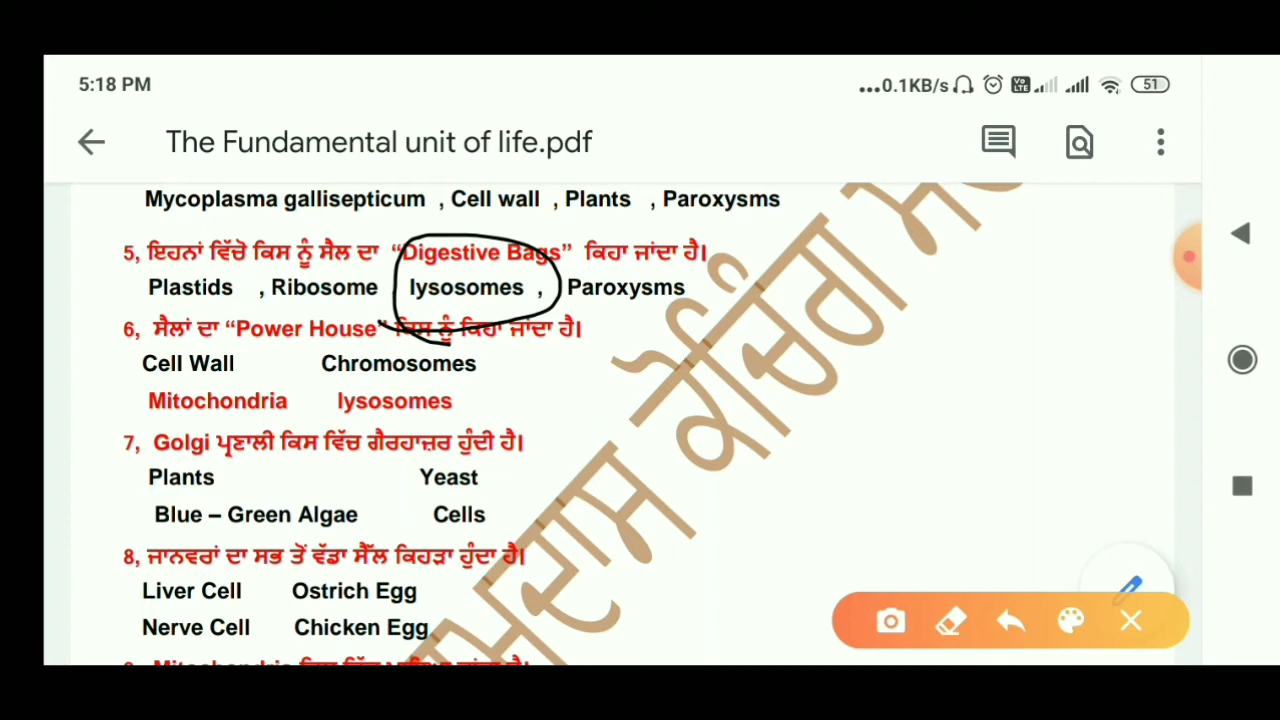 5:18 PM ...0.1KB/s Vo LTE 51
The Fundamental unit of life.pdf
Mycoplasma gallisepticum , Cell wall , Plants , Paroxysms
5, ਇਹਨਾਂ ਵਿੱਚੋ ਕਿਸ ਨੂੰ ਸੈਲ ਦਾ “Digestive Bags” ਕਿਹਾ ਜਾਂਦਾ ਹੈ।
Plastids , Ribosome lysosomes , Paroxysms
6, ਸੈਲਾਂ ਦਾ “Power House” ਕਿਸ ਨੂੰ ਕਿਹਾ ਜਾਂਦਾ ਹੈ।
Cell Wall Chromosomes
Mitochondria lysosomes
7, Golgi ਪ੍ਰਣਾਲੀ ਕਿਸ ਵਿੱਚ ਗੈਰਹਾਜ਼ਰ ਹੁੰਦੀ ਹੈ।
Plants Yeast
Blue – Green Algae Cells
8, ਜਾਨਵਰਾਂ ਦਾ ਸਭ ਤੋਂ ਵੱਡਾ ਸੈੱਲ ਕਿਹੜਾ ਹੁੰਦਾ ਹੈ।
Liver Cell Ostrich Egg
Nerve Cell Chicken Egg
ਕੋਚਿੰਗ